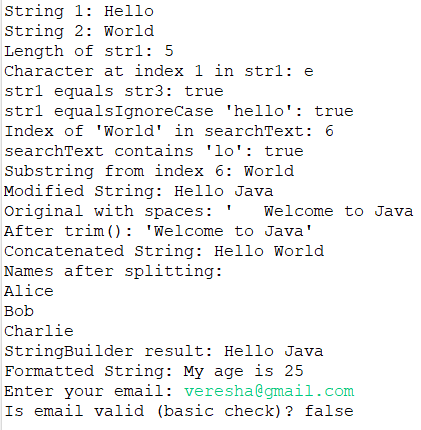 String 1: Hello
String 2: World
Length of str1: 5
Character at index 1 in str1: e
str1 equals str3: true
str1 equalsIgnoreCase 'hello': true
Index of 'World' in searchText: 6
searchText contains 'lo': true
Substring from index 6: World
Modified String: Hello Java
Original with spaces: '   Welcome to Java
After trim(): 'Welcome to Java'
Concatenated String: Hello World
Names after splitting:
Alice
Bob
Charlie
StringBuilder result: Hello Java
Formatted String: My age is 25
Enter your email: veresha@gmail.com
Is email valid (basic check)? false